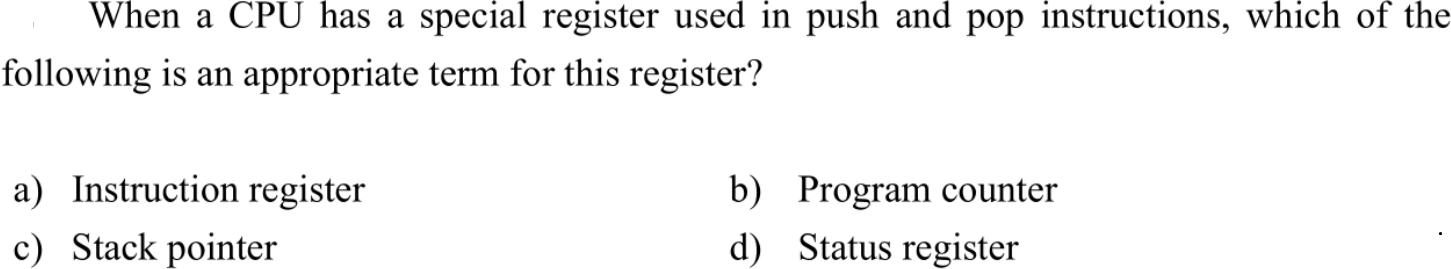 When a CPU has a special register used in push and pop instructions, which of the
following is an appropriate term for this register?
a) Instruction register b) Program counter
c) Stack pointer d) Status register